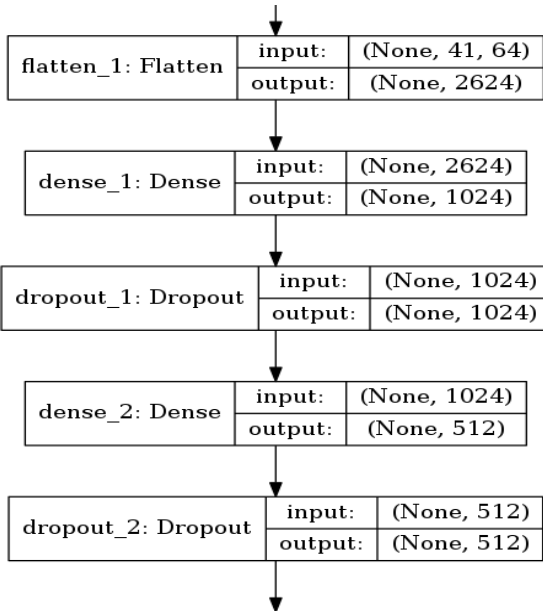 flatten_1: Flatten
input:
(None, 41, 64)
output:
(None, 2624)
dense_1: Dense
input:
(None, 2624)
output:
(None, 1024)
dropout_1: Dropout
input:
(None, 1024)
output:
(None, 1024)
dense_2: Dense
input:
(None, 1024)
output:
(None, 512)
dropout_2: Dropout
input:
(None, 512)
output:
(None, 512)